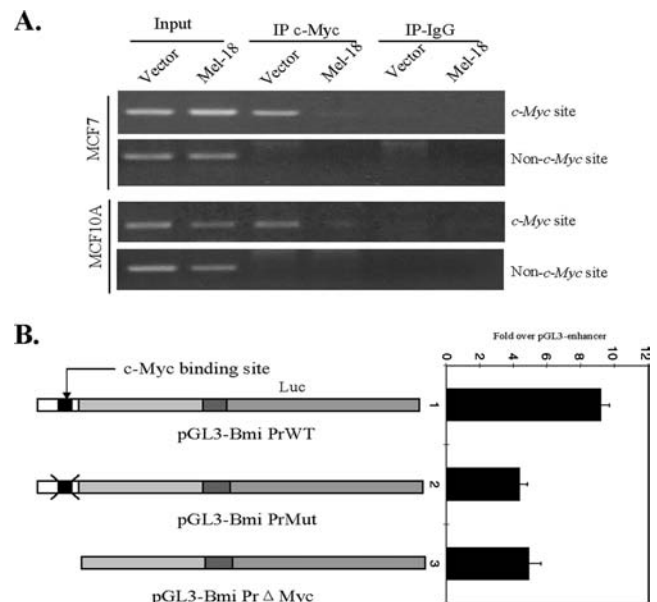 A.
Input IP c-Myc IP-IgG
Vector Mel-18 Vector Mel-18 Vector Mel-18
MCF7
c-Myc site
Non-c-Myc site
MCF10A
c-Myc site
Non-c-Myc site
B.
Fold over pGL3-enhancer
0 2 4 6 8 10 12
c-Myc binding site
Luc
1
pGL3-Bmi PrWT
2
pGL3-Bmi PrMut
3
pGL3-Bmi Pr Δ Myc